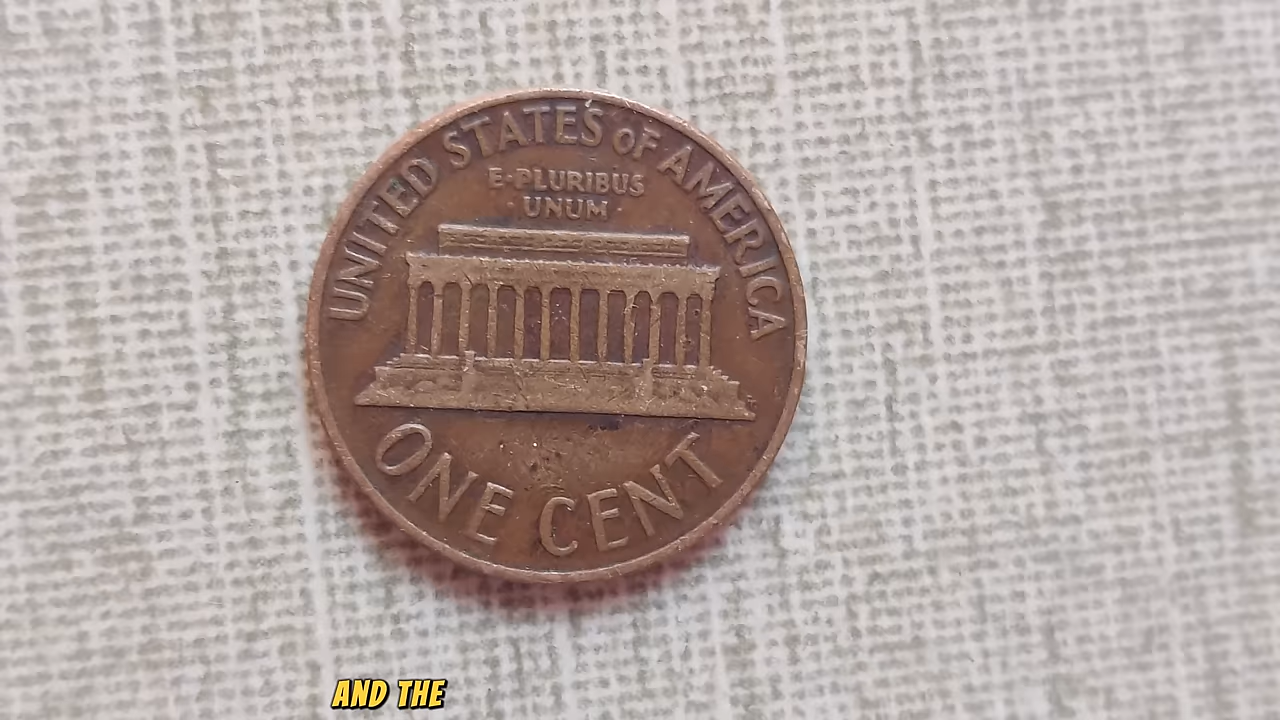 UNITED STATES OF AMERICA
E·PLURIBUS
UNUM
ONE CENT
AND THE